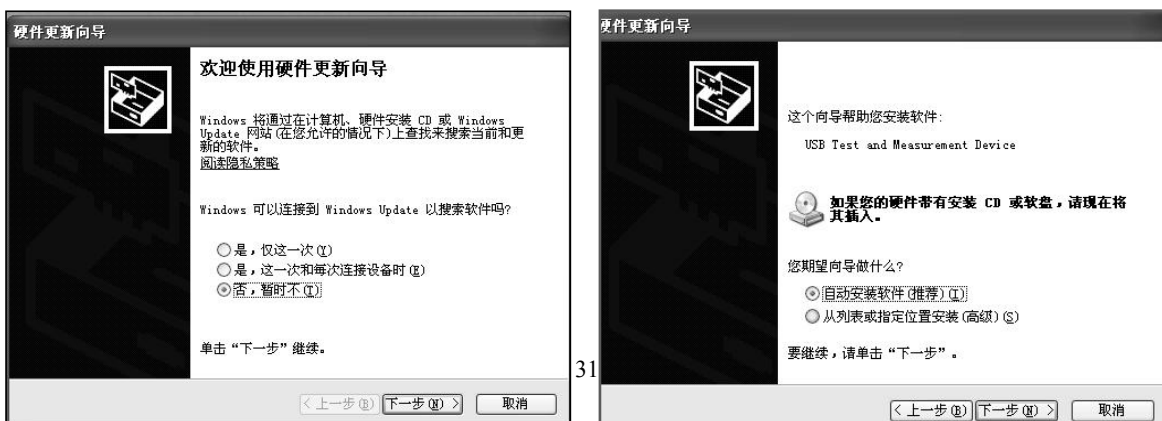 硬件更新向导
欢迎使用硬件更新向导
Windows 将通过在计算机、硬件安装 CD 或 Windows
Update 网站(在您允许的情况下)上查找来搜索当前和更
新的软件。
阅读隐私策略
Windows 可以连接到 Windows Update 以搜索软件吗?
是，仅这一次(Y)
是，这一次和每次连接设备时(E)
否，暂时不(T)
单击“下一步”继续。
< 上一步(B)
下一步(N) >
取消
31
硬件更新向导
这个向导帮助您安装软件:
USB Test and Measurement Device
如果您的硬件带有安装 CD 或软盘，请现在将
其插入。
您期望向导做什么?
自动安装软件(推荐)(I)
从列表或指定位置安装(高级)(S)
要继续，请单击“下一步”。
< 上一步(B)
下一步(N) >
取消